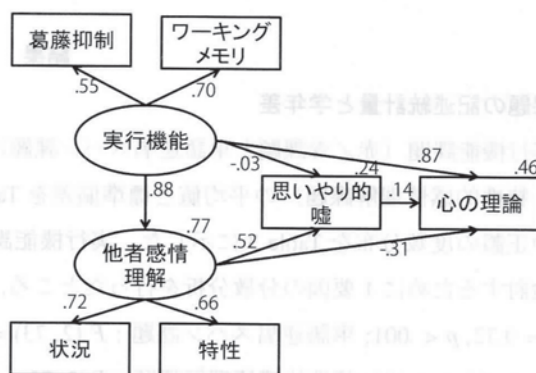 葛藤抑制
ワーキング
メモリ
.55
.70
実行機能
-.03
.24
.87
.46
.88
思いやり的
嘘
.14
心の理論
.77
他者感情
理解
.52
-.31
.72
.66
状況
特性